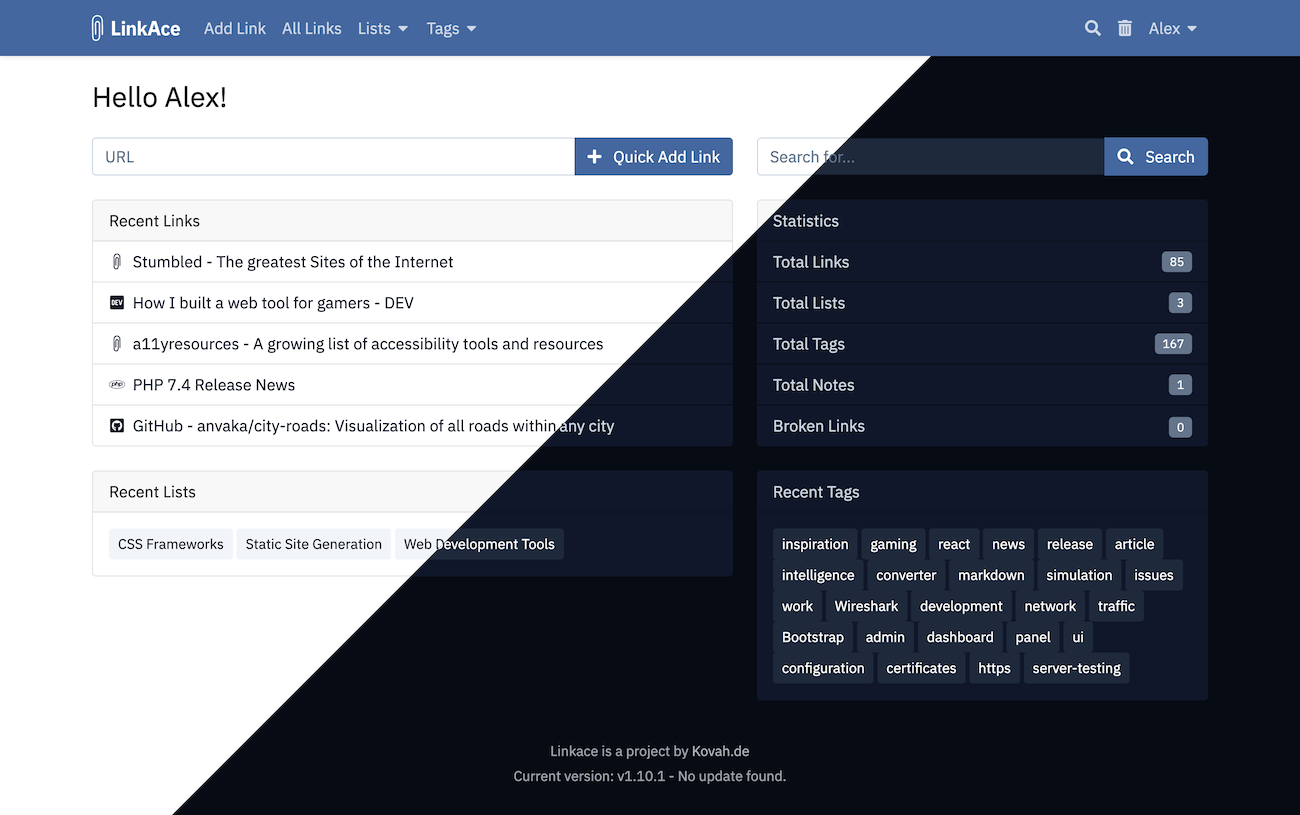 LinkAce Add Link All Links Lists Tags Alex
Hello Alex!
URL Quick Add Link
Search for... Search
Recent Links
Stumbled - The greatest Sites of the Internet
DEV How I built a web tool for gamers - DEV
a11yresources - A growing list of accessibility tools and resources
php PHP 7.4 Release News
GitHub - anvaka/city-roads: Visualization of all roads within any city
Statistics
Total Links 85
Total Lists 3
Total Tags 167
Total Notes 1
Broken Links 0
Recent Lists
CSS Frameworks Static Site Generation Web Development Tools
Recent Tags
inspiration gaming react news release article
intelligence converter markdown simulation issues
work Wireshark development network traffic
Bootstrap admin dashboard panel ui
configuration certificates https server-testing
Linkace is a project by Kovah.de
Current version: v1.10.1 - No update found.